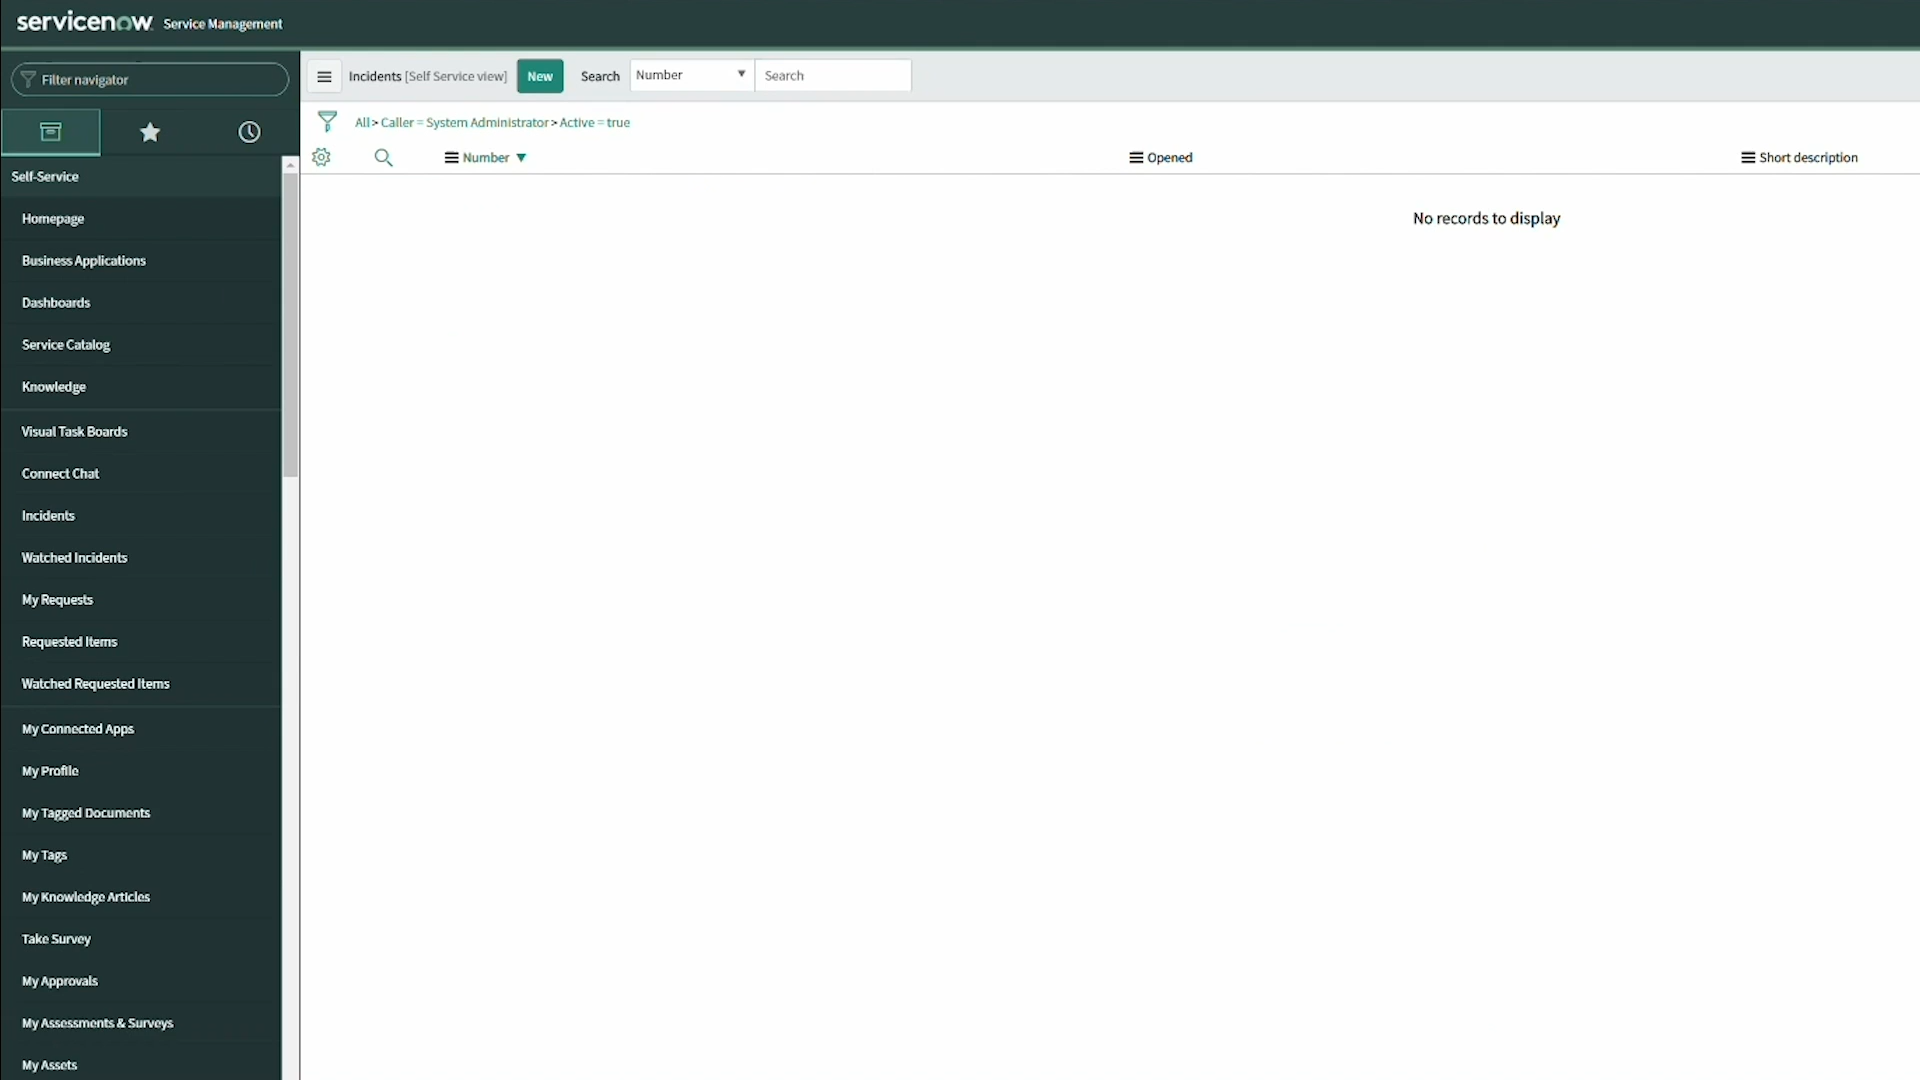 servicenow Service Management
Filter navigator
Incidents [Self Service view] New Search Number Search
All > Caller = System Administrator > Active = true
Number Opened Short description
No records to display
Self-Service
Homepage
Business Applications
Dashboards
Service Catalog
Knowledge
Visual Task Boards
Connect Chat
Incidents
Watched Incidents
My Requests
Requested Items
Watched Requested Items
My Connected Apps
My Profile
My Tagged Documents
My Tags
My Knowledge Articles
Take Survey
My Approvals
My Assessments & Surveys
My Assets